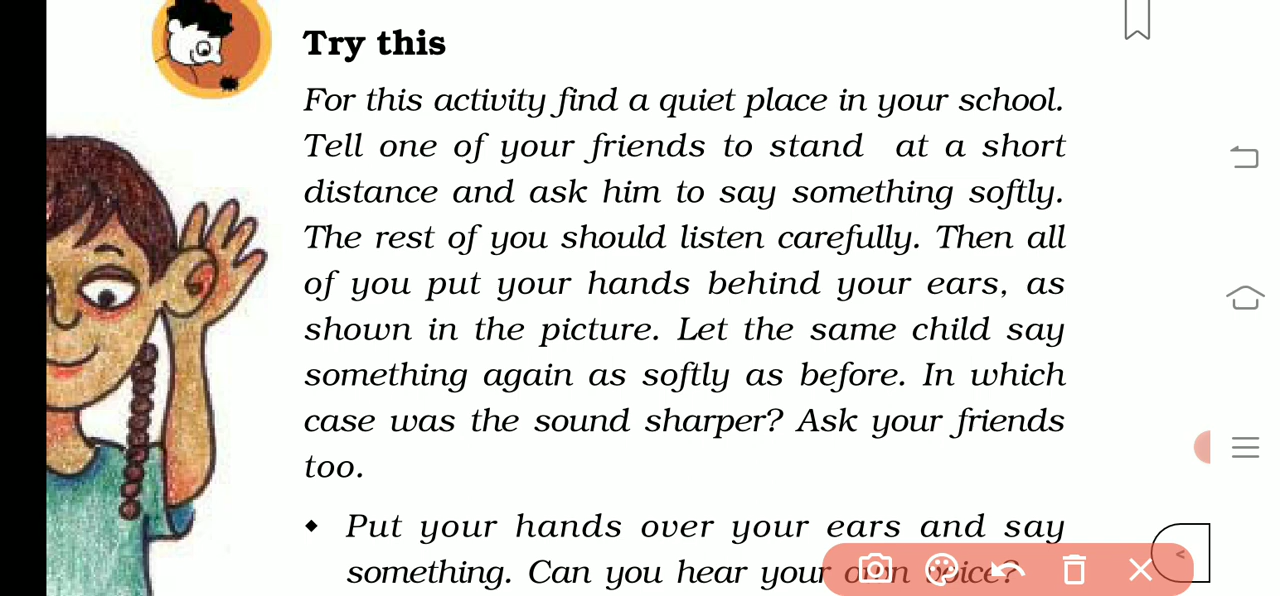 Try this
For this activity find a quiet place in your school.
Tell one of your friends to stand at a short
distance and ask him to say something softly.
The rest of you should listen carefully. Then all
of you put your hands behind your ears, as
shown in the picture. Let the same child say
something again as softly as before. In which
case was the sound sharper? Ask your friends
too.
◆ Put your hands over your ears and say
something. Can you hear your own voice?